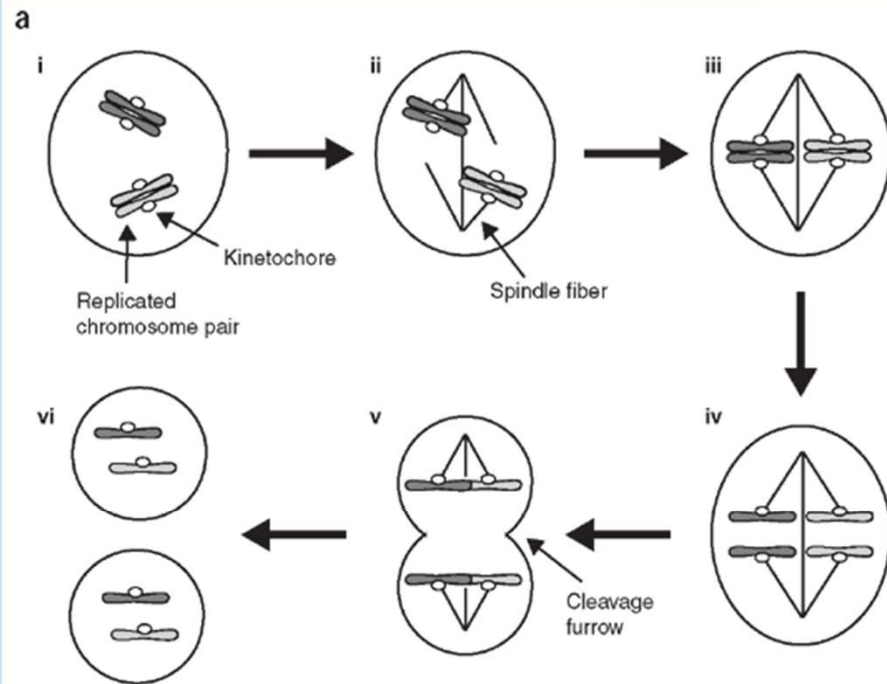 a
i
ii
iii
Kinetochore
Replicated
chromosome pair
Spindle fiber
vi
v
iv
Cleavage
furrow